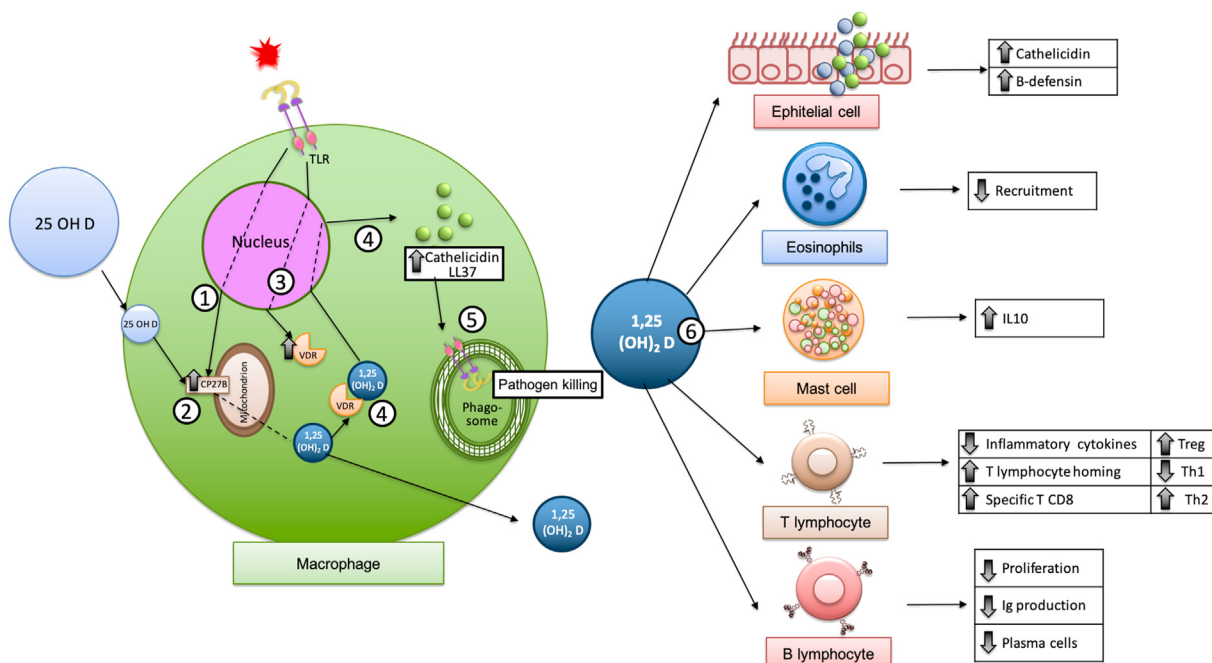 TLR
25 OH D
Nucleus
4
Cathelicidin
LL37
1
3
5
25 OH D
VDR
Pathogen killing
CP27B
2
Mitochondrion
1,25
(OH)₂ D
VDR
4
Phago-
some
1,25
(OH)₂ D
1,25
(OH)₂ D
Macrophage
1,25
(OH)₂ D
6
Ephitelial cell
Cathelicidin
B-defensin
Eosinophils
Recruitment
Mast cell
IL10
T lymphocyte
Inflammatory cytokines
Treg
T lymphocyte homing
Th1
Specific T CD8
Th2
B lymphocyte
Proliferation
Ig production
Plasma cells